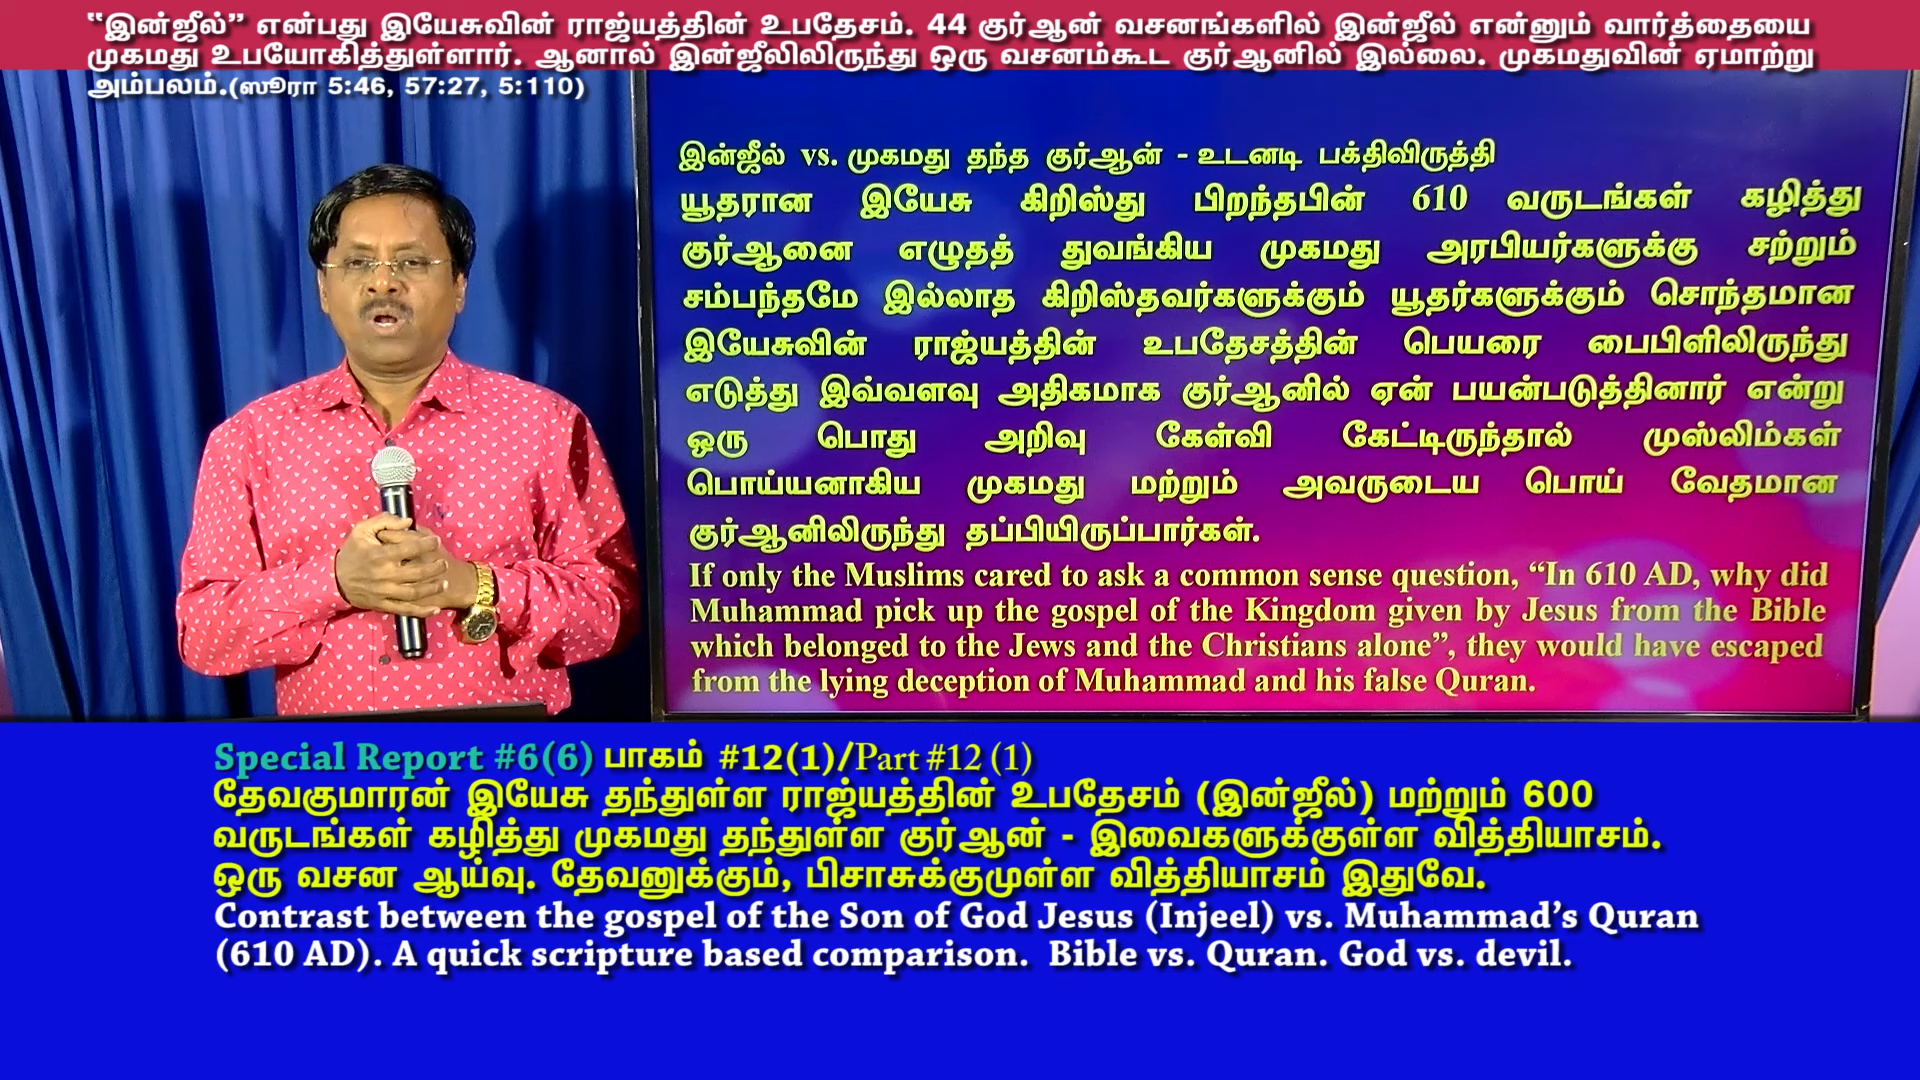 “இன்ஜீல்” என்பது இயேசுவின் ராஜ்யத்தின் உபதேசம். 44 குர்ஆன் வசனங்களில் இன்ஜீல் என்னும் வார்த்தையை
முகமது உபயோகித்துள்ளார். ஆனால் இன்ஜீலிலிருந்து ஒரு வசனம்கூட குர்ஆனில் இல்லை. முகமதுவின் ஏமாற்று
அம்பலம்.(ஸூரா 5:46, 57:27, 5:110)
இன்ஜீல் vs. முகமது தந்த குர்ஆன் - உடனடி பக்திவிருத்தி
யூதரான இயேசு கிறிஸ்து பிறந்தபின் 610 வருடங்கள் கழித்து
குர்ஆனை எழுதத் துவங்கிய முகமது அரபியர்களுக்கு சற்றும்
சம்பந்தமே இல்லாத கிறிஸ்தவர்களுக்கும் யூதர்களுக்கும் சொந்தமான
இயேசுவின் ராஜ்யத்தின் உபதேசத்தின் பெயரை பைபிளிலிருந்து
எடுத்து இவ்வளவு அதிகமாக குர்ஆனில் ஏன் பயன்படுத்தினார் என்று
ஒரு பொது அறிவு கேள்வி கேட்டிருந்தால் முஸ்லிம்கள்
பொய்யனாகிய முகமது மற்றும் அவருடைய பொய் வேதமான
குர்ஆனிலிருந்து தப்பியிருப்பார்கள்.
If only the Muslims cared to ask a common sense question, “In 610 AD, why did
Muhammad pick up the gospel of the Kingdom given by Jesus from the Bible
which belonged to the Jews and the Christians alone”, they would have escaped
from the lying deception of Muhammad and his false Quran.
Special Report #6(6) பாகம் #12(1)/Part #12 (1)
தேவகுமாரன் இயேசு தந்துள்ள ராஜ்யத்தின் உபதேசம் (இன்ஜீல்) மற்றும் 600
வருடங்கள் கழித்து முகமது தந்துள்ள குர்ஆன் - இவைகளுக்குள்ள வித்தியாசம்.
ஒரு வசன ஆய்வு. தேவனுக்கும், பிசாசுக்குமுள்ள வித்தியாசம் இதுவே.
Contrast between the gospel of the Son of God Jesus (Injeel) vs. Muhammad’s Quran
(610 AD). A quick scripture based comparison.  Bible vs. Quran. God vs. devil.